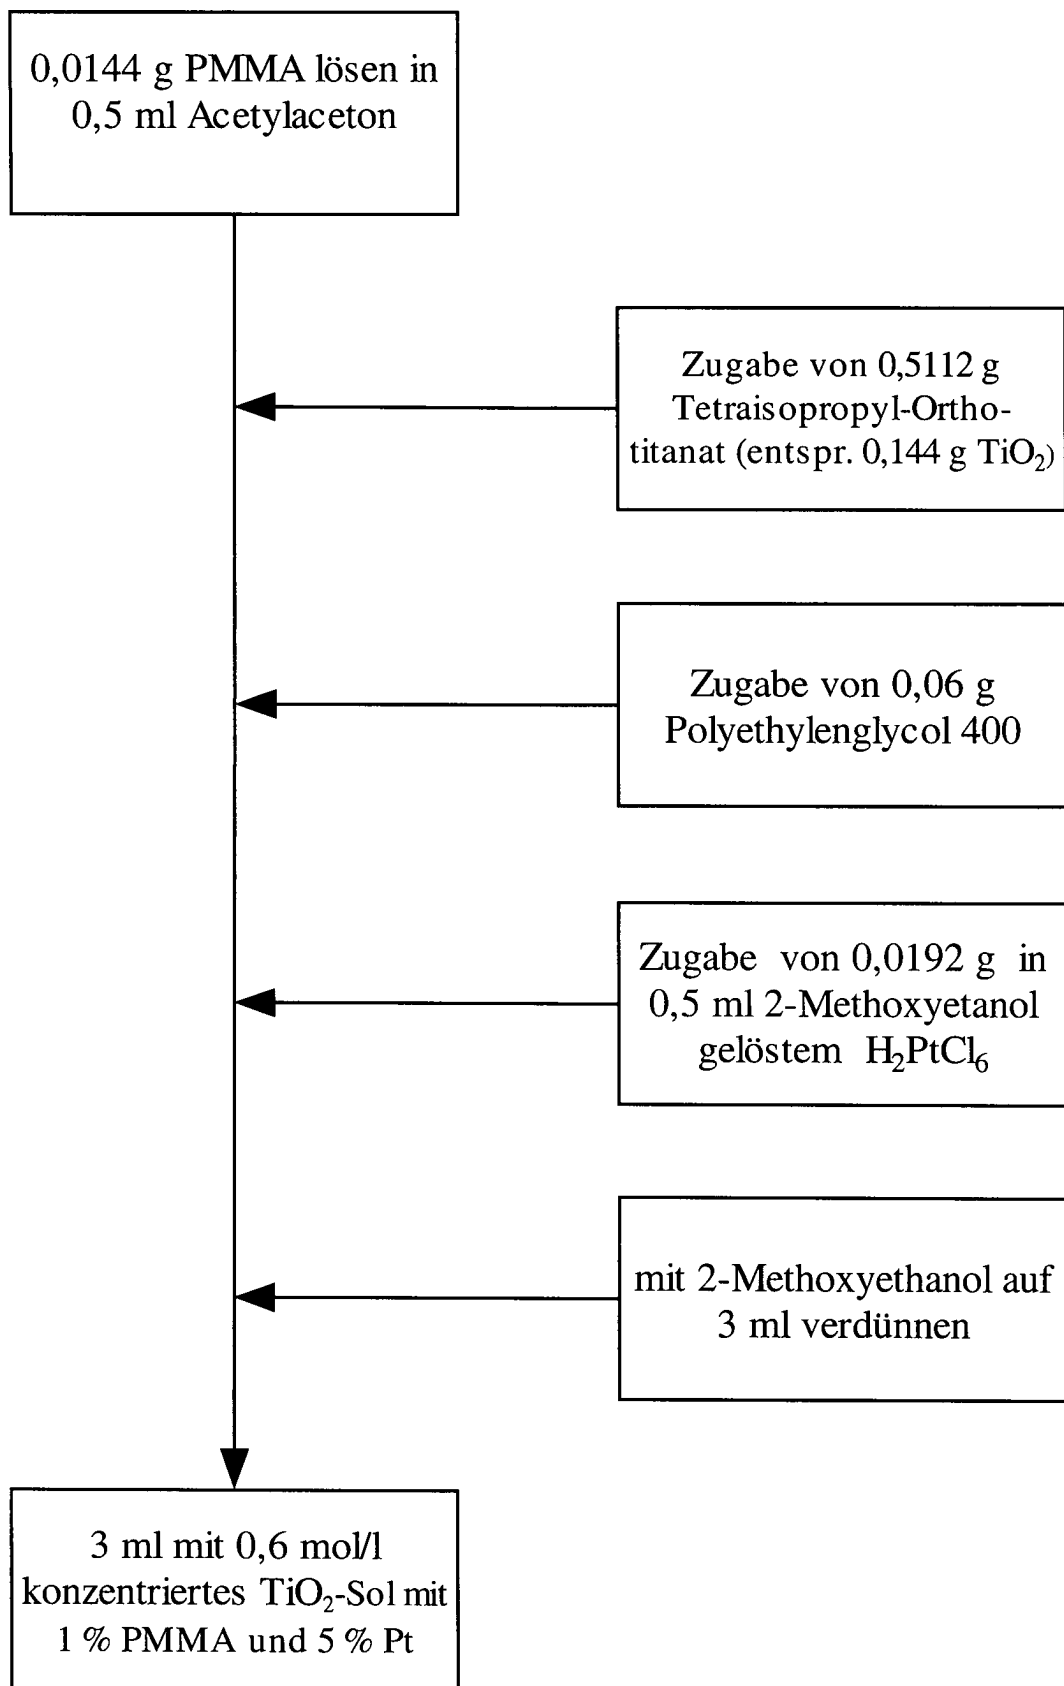 0,0144 g PMMA lösen in
0,5 ml Acetylaceton
Zugabe von 0,5112 g
Tetraisopropyl-Ortho-
titanat (entspr. 0,144 g TiO₂)
Zugabe von 0,06 g
Polyethylenglycol 400
Zugabe von 0,0192 g in
0,5 ml 2-Methoxyetanol
gelöstem H₂PtCl₆
mit 2-Methoxyethanol auf
3 ml verdünnen
3 ml mit 0,6 mol/l
konzentriertes TiO₂-Sol mit
1 % PMMA und 5 % Pt